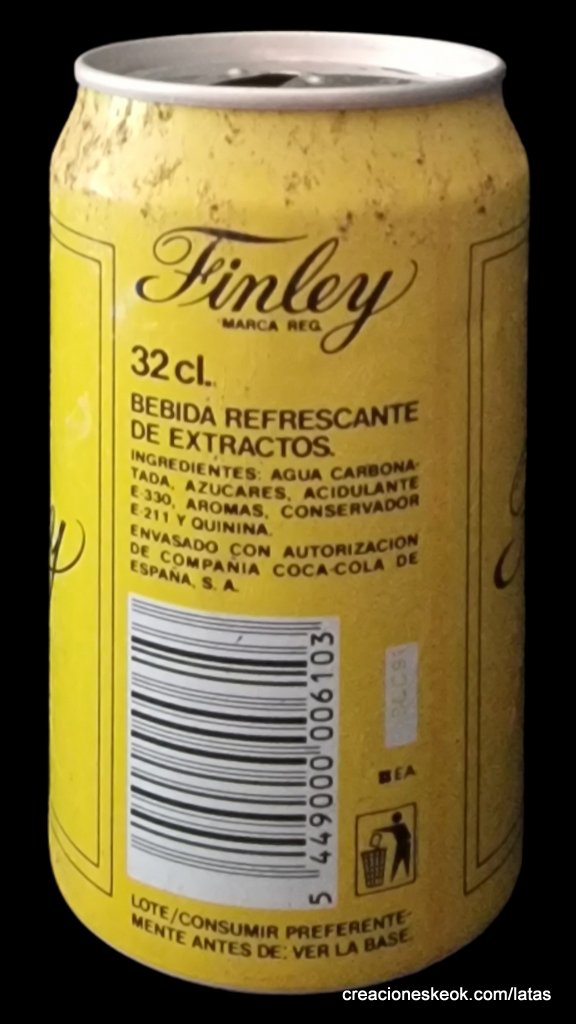 Finley
MARCA REG.
32 cl.
BEBIDA REFRESCANTE
DE EXTRACTOS.
INGREDIENTES: AGUA CARBONA-
TADA, AZUCARES, ACIDULANTE
E-330, AROMAS, CONSERVADOR
E-211 Y QUININA.
ENVASADO CON AUTORIZACION
DE COMPAÑIA COCA-COLA DE
ESPAÑA, S. A.
5 449000 006103
EA
LOTE/CONSUMIR PREFERENTE-
MENTE ANTES DE: VER LA BASE.
creacioneskeok.com/latas